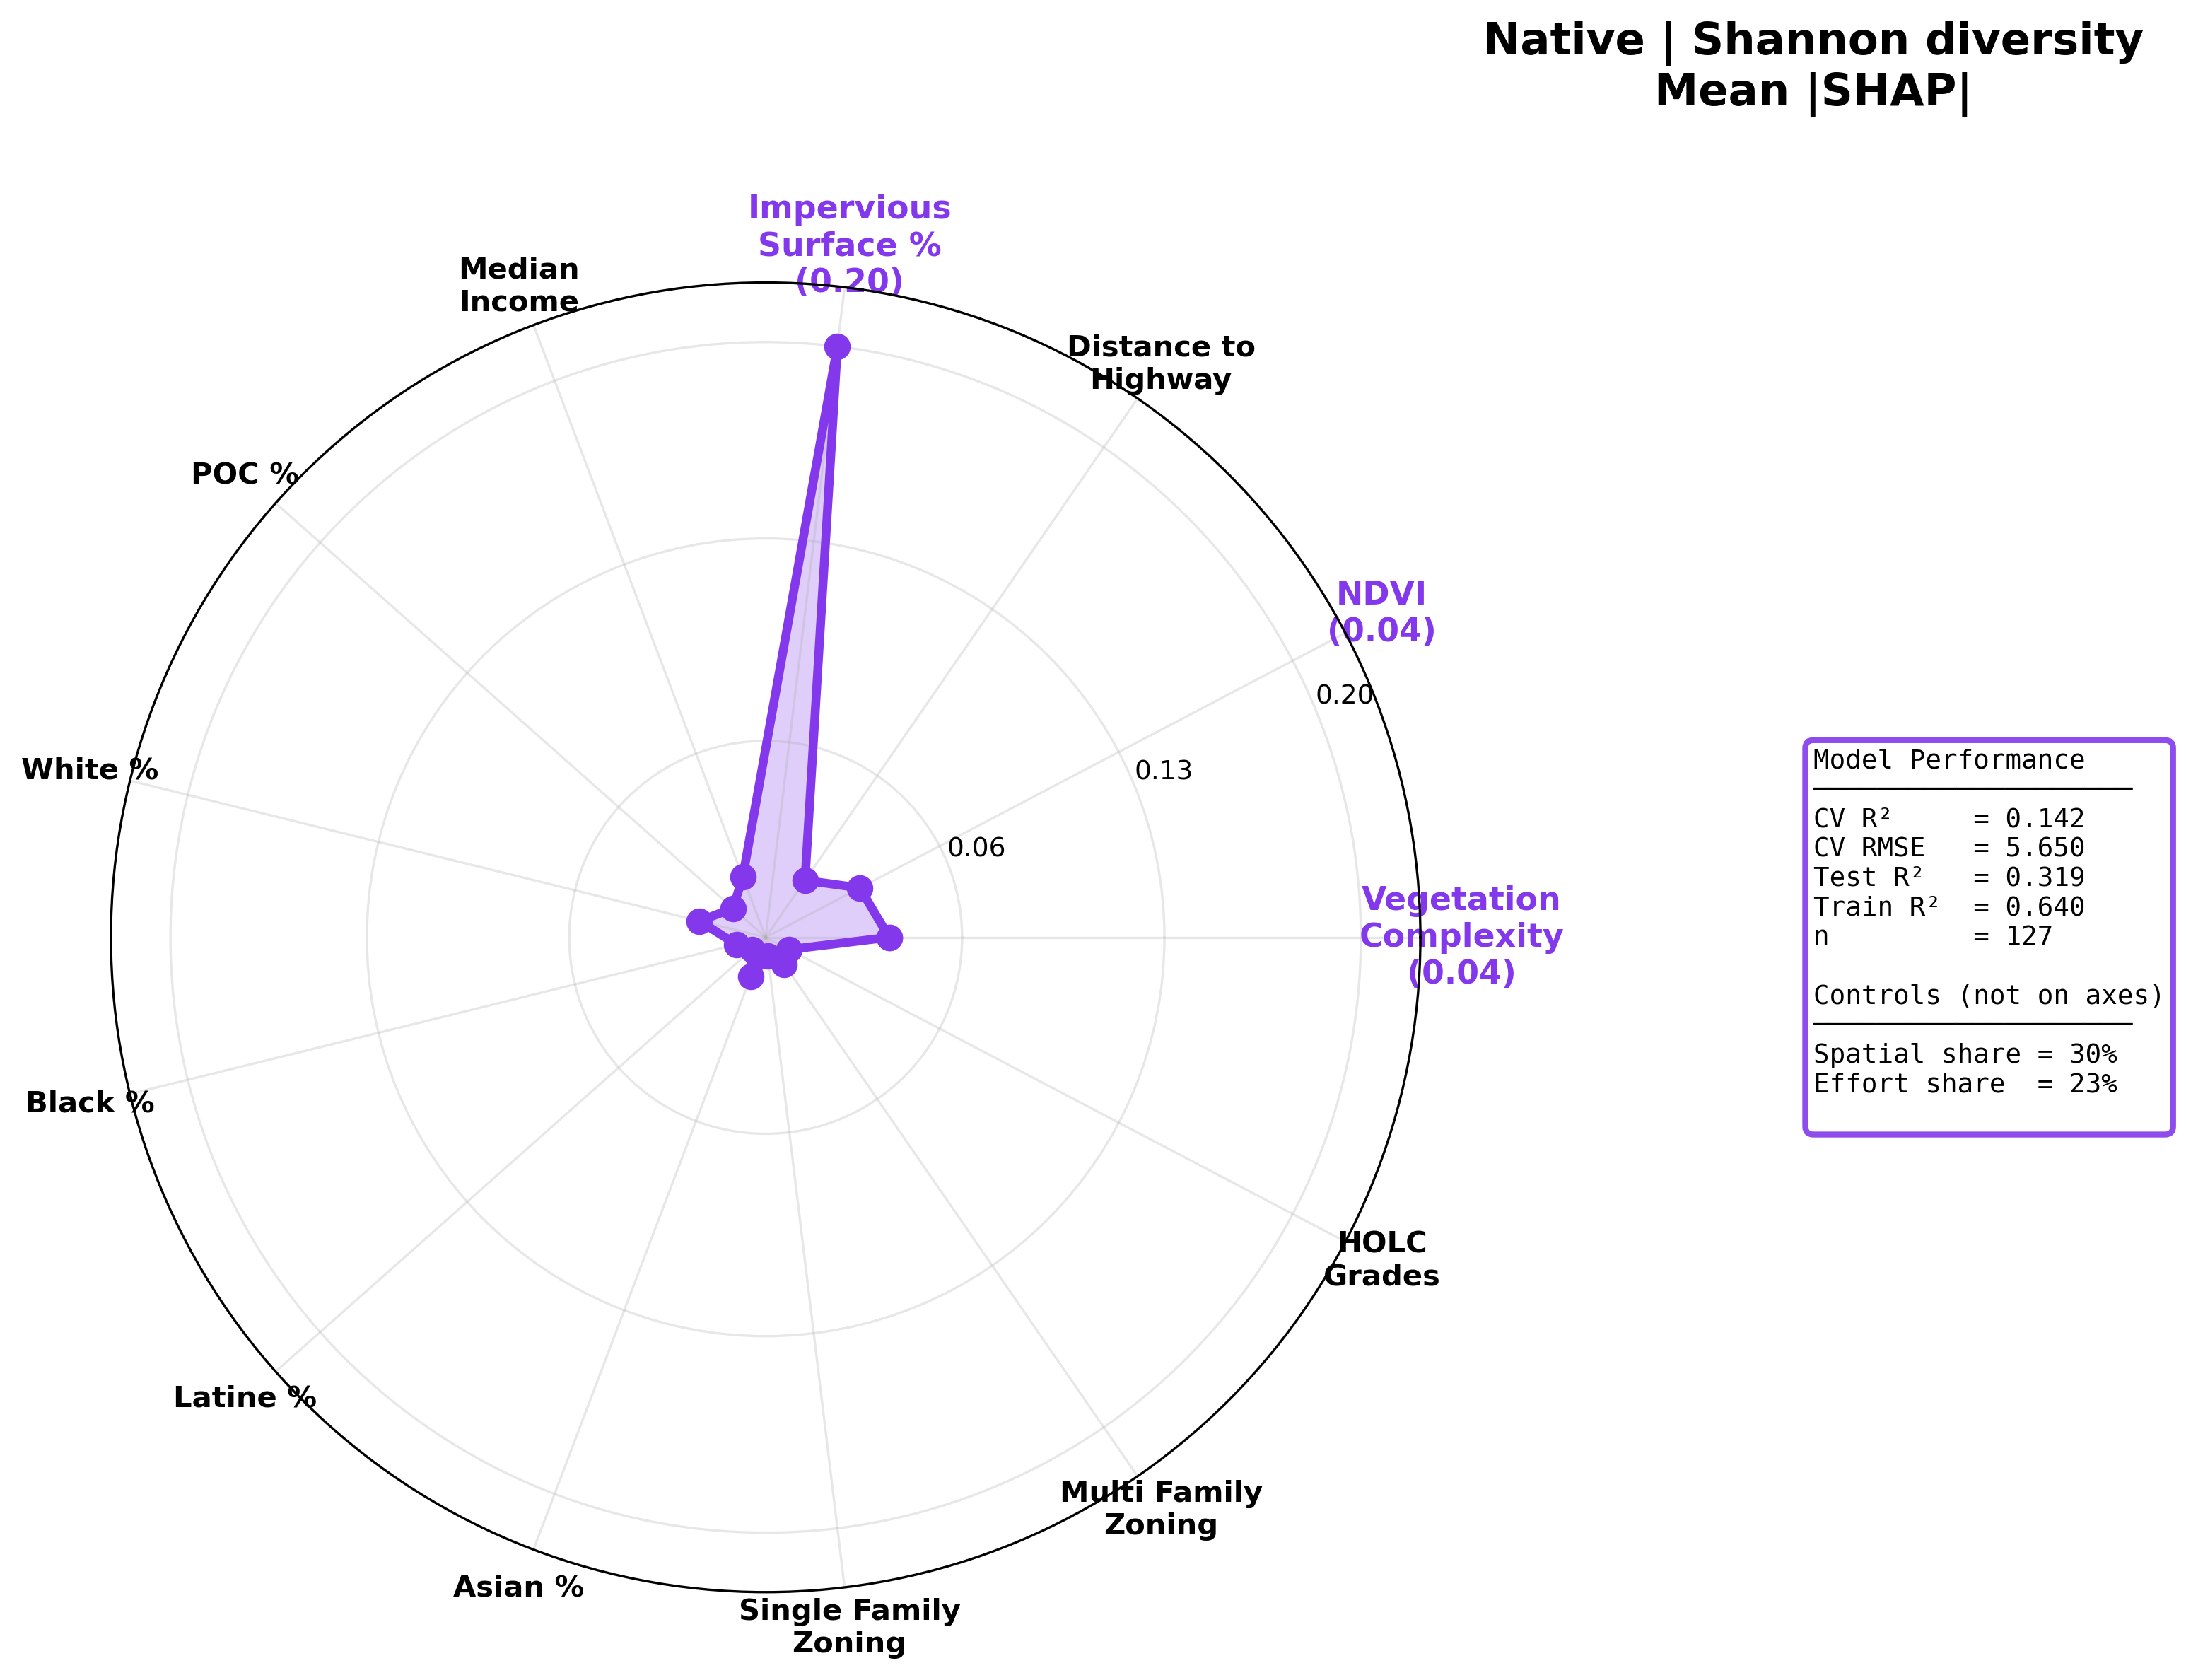 Native | Shannon diversity
Mean |SHAP|
Impervious
Surface %
(0.20)
Median
Income
Distance to
Highway
POC %
NDVI
(0.04)
0.20
White %
0.13
0.06
Vegetation
Complexity
(0.04)
Black %
HOLC
Grades
Latine %
Multi Family
Zoning
Asian %
Single Family
Zoning
Model Performance
CV R² = 0.142
CV RMSE = 5.650
Test R² = 0.319
Train R² = 0.640
n = 127
Controls (not on axes)
Spatial share = 30%
Effort share = 23%